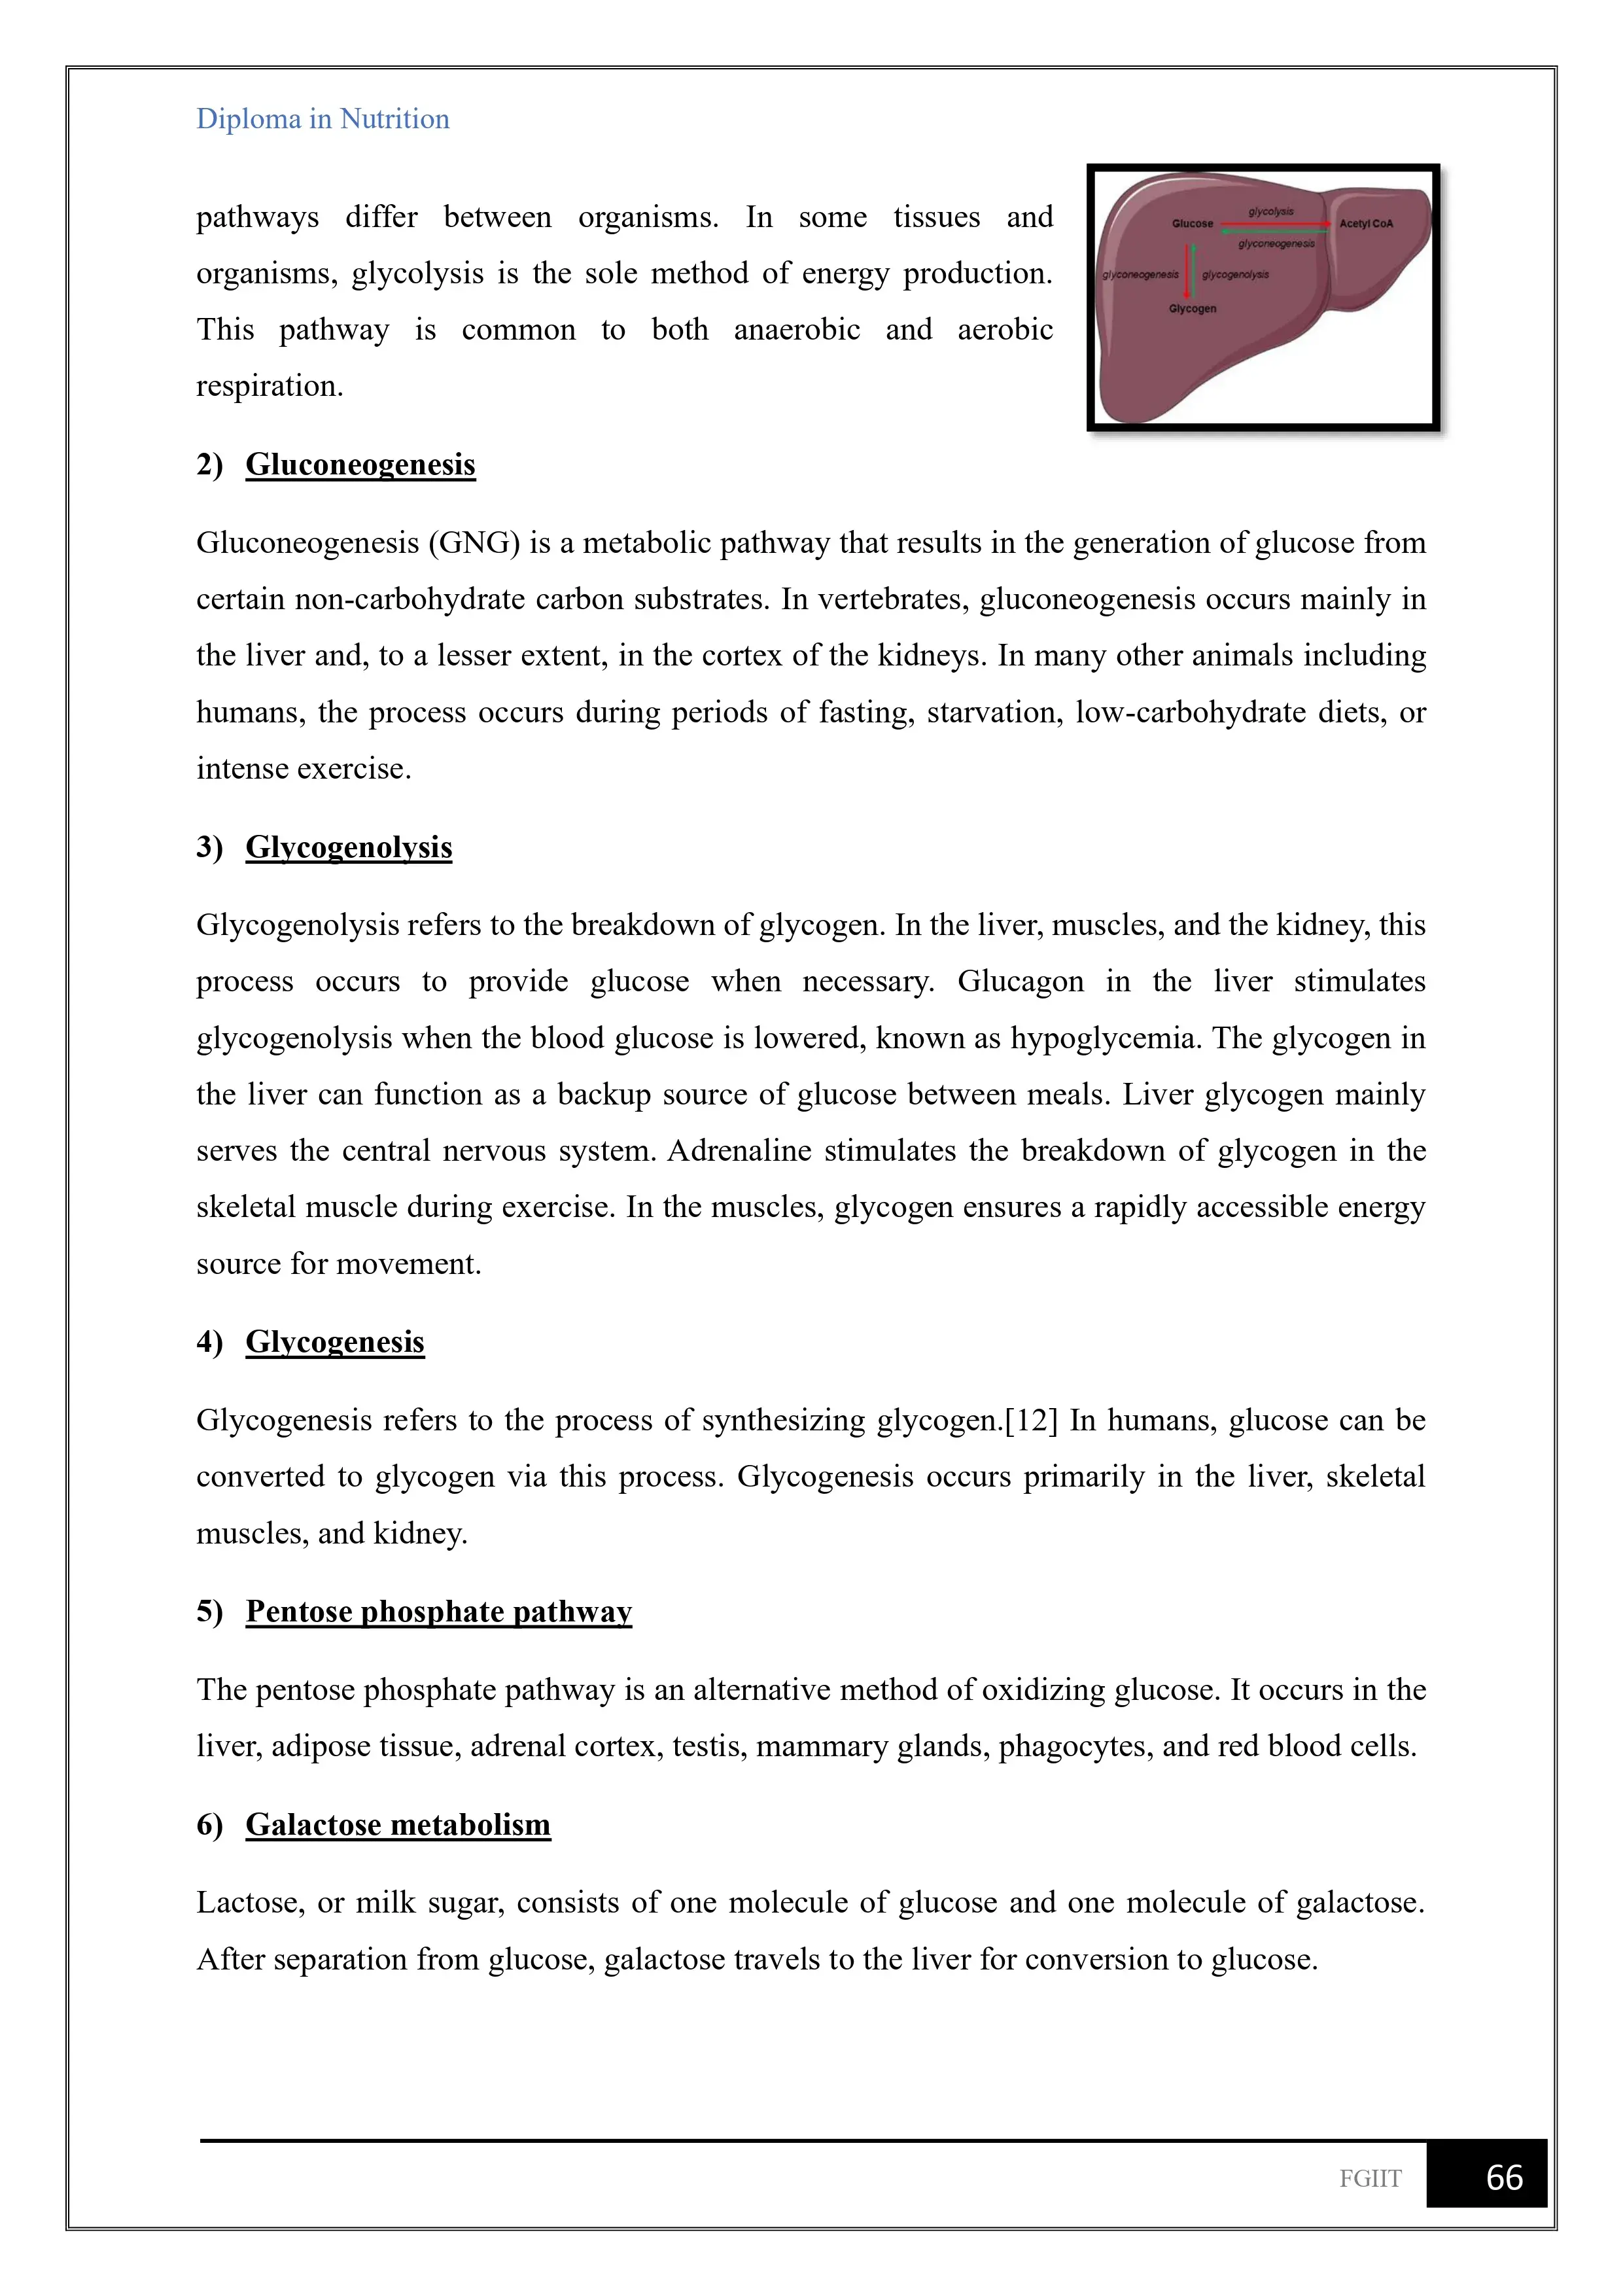 Diploma in Nutrition
pathways differ between organisms. In some tissues and
organisms, glycolysis is the sole method of energy production.
This pathway is common to both anaerobic and aerobic
respiration.
glycolysis
Glucose
Acetyl CoA
glyconeogenesis
glyconeogenesis
glycogenolysis
Glycogen
2) Gluconeogenesis
Gluconeogenesis (GNG) is a metabolic pathway that results in the generation of glucose from
certain non-carbohydrate carbon substrates. In vertebrates, gluconeogenesis occurs mainly in
the liver and, to a lesser extent, in the cortex of the kidneys. In many other animals including
humans, the process occurs during periods of fasting, starvation, low-carbohydrate diets, or
intense exercise.
3) Glycogenolysis
Glycogenolysis refers to the breakdown of glycogen. In the liver, muscles, and the kidney, this
process occurs to provide glucose when necessary. Glucagon in the liver stimulates
glycogenolysis when the blood glucose is lowered, known as hypoglycemia. The glycogen in
the liver can function as a backup source of glucose between meals. Liver glycogen mainly
serves the central nervous system. Adrenaline stimulates the breakdown of glycogen in the
skeletal muscle during exercise. In the muscles, glycogen ensures a rapidly accessible energy
source for movement.
4) Glycogenesis
Glycogenesis refers to the process of synthesizing glycogen.[12] In humans, glucose can be
converted to glycogen via this process. Glycogenesis occurs primarily in the liver, skeletal
muscles, and kidney.
5) Pentose phosphate pathway
The pentose phosphate pathway is an alternative method of oxidizing glucose. It occurs in the
liver, adipose tissue, adrenal cortex, testis, mammary glands, phagocytes, and red blood cells.
6) Galactose metabolism
Lactose, or milk sugar, consists of one molecule of glucose and one molecule of galactose.
After separation from glucose, galactose travels to the liver for conversion to glucose.
FGIIT 66